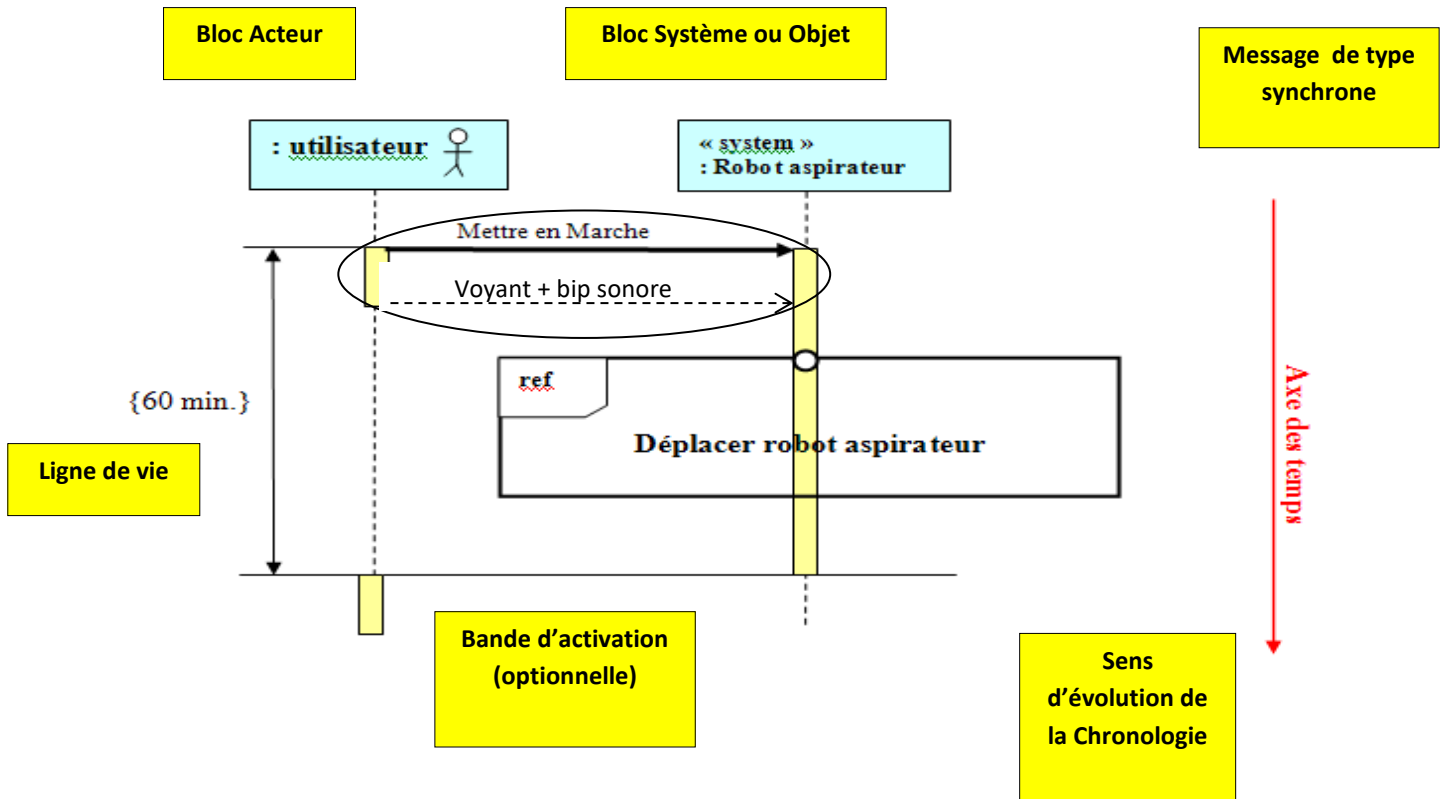 Bloc Acteur
Bloc Système ou Objet
Message de type
synchrone
: utilisateur
« system »
: Robot aspirateur
Mettre en Marche
Voyant + bip sonore
ref
{60 min.}
Déplacer robot aspirateur
Axe des temps
Ligne de vie
Bande d’activation
(optionnelle)
Sens
d’évolution de
la Chronologie